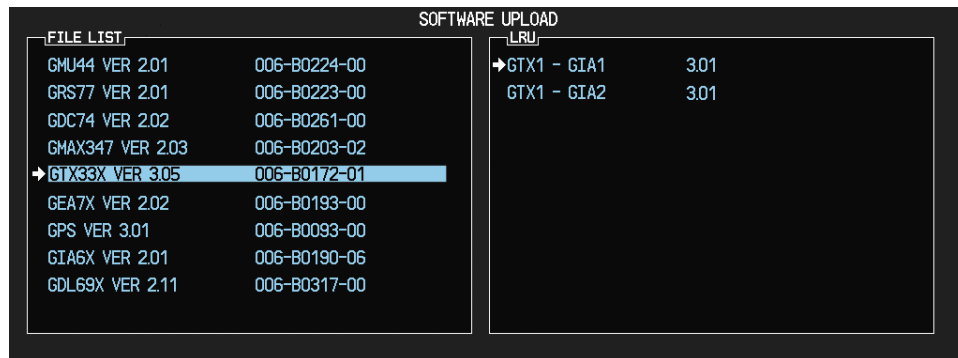 SOFTWARE UPLOAD
FILE LIST
GMU44 VER 2.01 006-B0224-00
GRS77 VER 2.01 006-B0223-00
GDC74 VER 2.02 006-B0261-00
GMAX347 VER 2.03 006-B0203-02
GTX33X VER 3.05 006-B0172-01
GEA7X VER 2.02 006-B0193-00
GPS VER 3.01 006-B0093-00
GIA6X VER 2.01 006-B0190-06
GDL69X VER 2.11 006-B0317-00
LRU
GTX1 - GIA1 3.01
GTX1 - GIA2 3.01